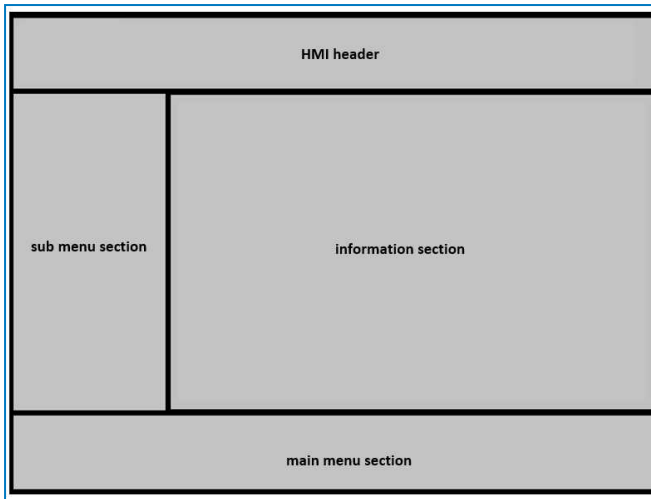 HMI header
sub menu section
information section
main menu section